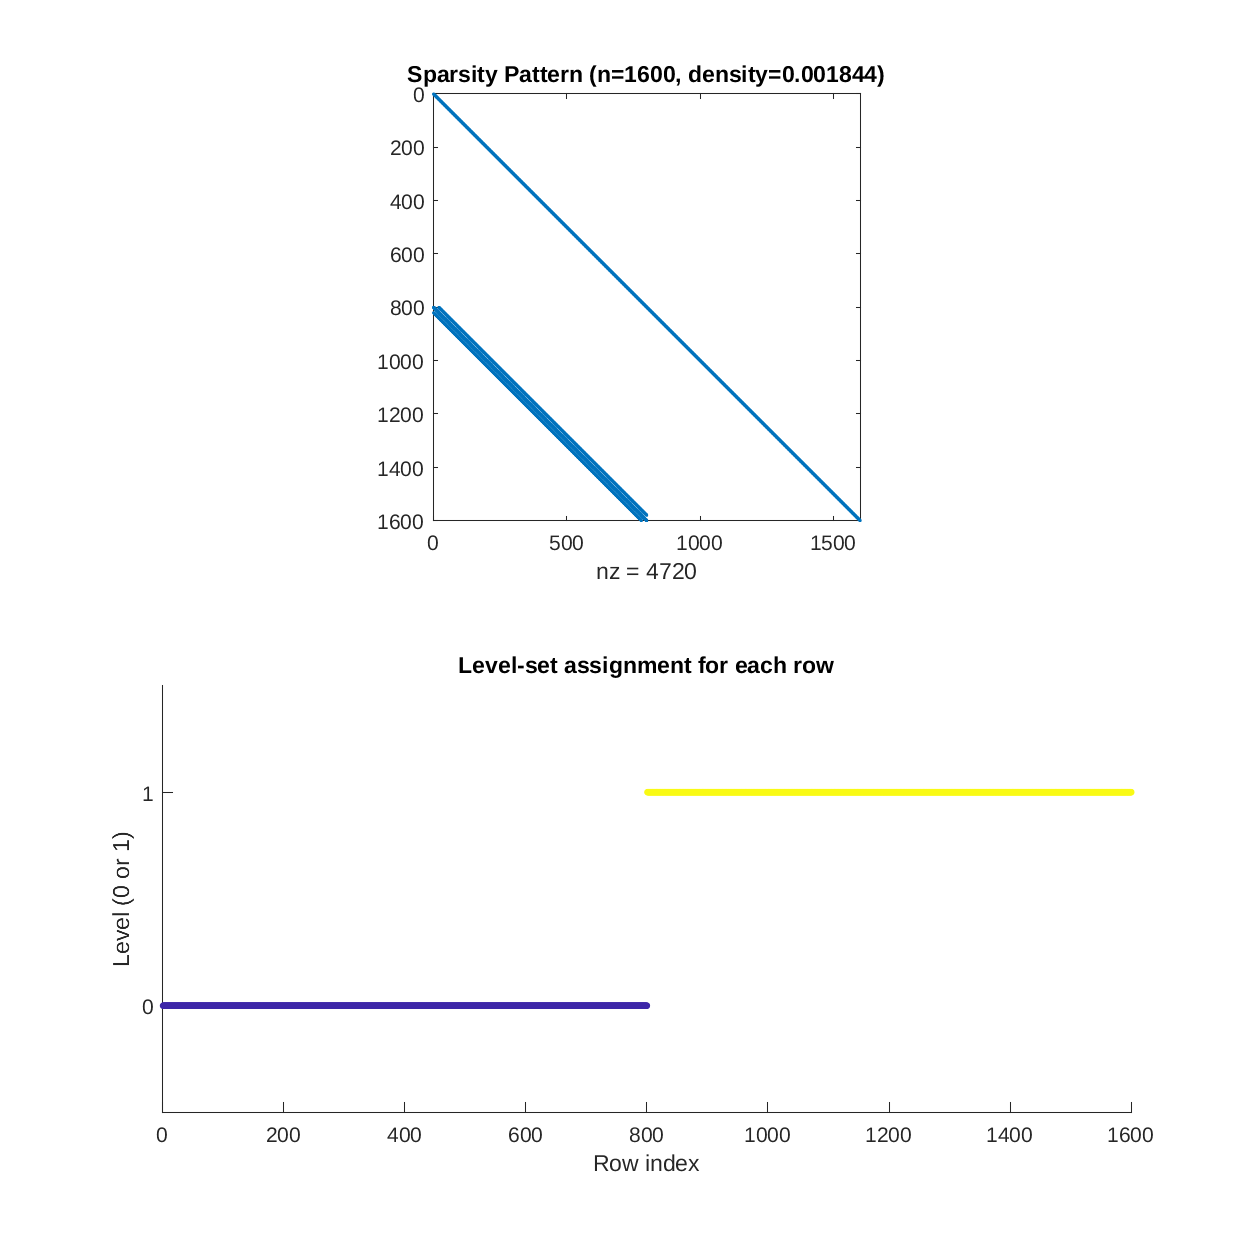 Sparsity Pattern (n=1600, density=0.001844)
0
200
400
600
800
1000
1200
1400
1600
0 500 1000 1500
nz = 4720
Level-set assignment for each row
Level (0 or 1)
1
0
0 200 400 600 800 1000 1200 1400 1600
Row index